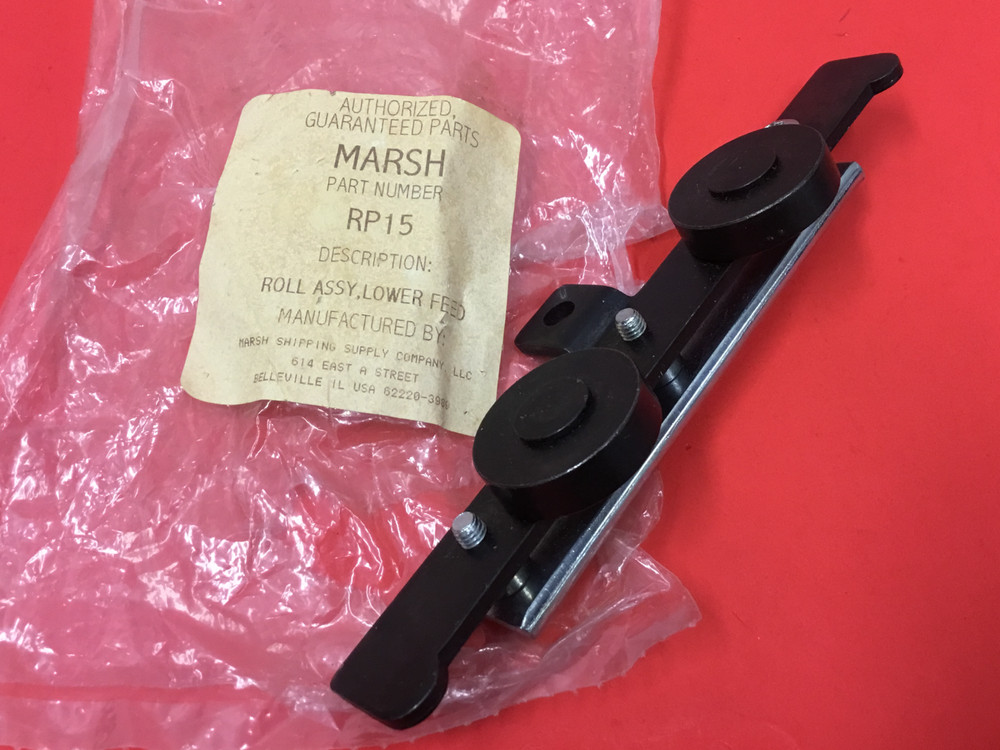 AUTHORIZED,
GUARANTEED PARTS
MARSH
PART NUMBER
RP15
DESCRIPTION:
ROLL ASSY,LOWER FEED
MANUFACTURED BY:
MARSH SHIPPING SUPPLY COMPANY, LLC
614 EAST A STREET
BELLEVILLE IL USA